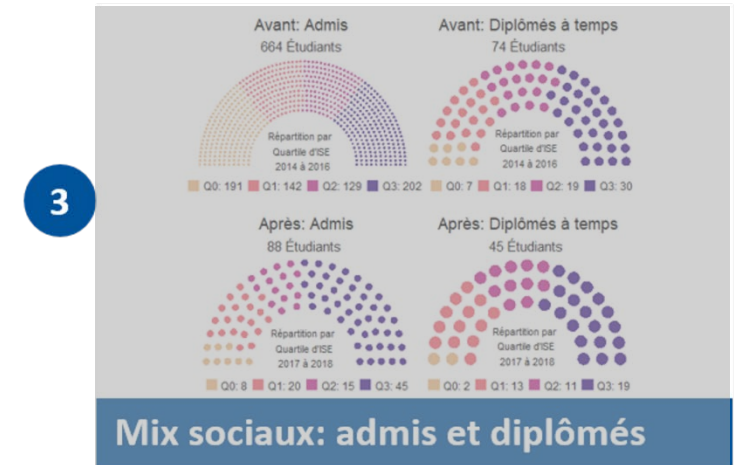 3
Avant: Admis
664 Étudiants
Répartition par
Quartile d'ISE
2014 à 2016
Q0: 191 Q1: 142 Q2: 129 Q3: 202
Avant: Diplômés à temps
74 Étudiants
Répartition par
Quartile d'ISE
2014 à 2016
Q0: 7 Q1: 18 Q2: 19 Q3: 30
Après: Admis
88 Étudiants
Répartition par
Quartile d'ISE
2017 à 2018
Q0: 8 Q1: 20 Q2: 15 Q3: 45
Après: Diplômés à temps
45 Étudiants
Répartition par
Quartile d'ISE
2017 à 2018
Q0: 2 Q1: 13 Q2: 11 Q3: 19
Mix sociaux: admis et diplômés